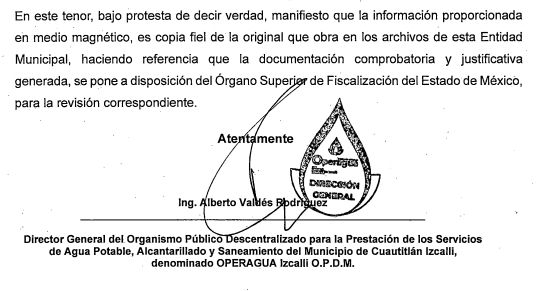 En este tenor, bajo protesta de decir verdad, manifiesto que la información proporcionada
en medio magnético, es copia fiel de la original que obra en los archivos de esta Entidad
Municipal, haciendo referencia que la documentación comprobatoria y justificativa
generada, se pone a disposición del Órgano Superior de Fiscalización del Estado de México,
para la revisión correspondiente.
Atentamente
Operagua
DIRECCIÓN
GENERAL
Ing. Alberto Valdés Rodríguez
Director General del Organismo Público Descentralizado para la Prestación de los Servicios
de Agua Potable, Alcantarillado y Saneamiento del Municipio de Cuautitlán Izcalli,
denominado OPERAGUA Izcalli O.P.D.M.